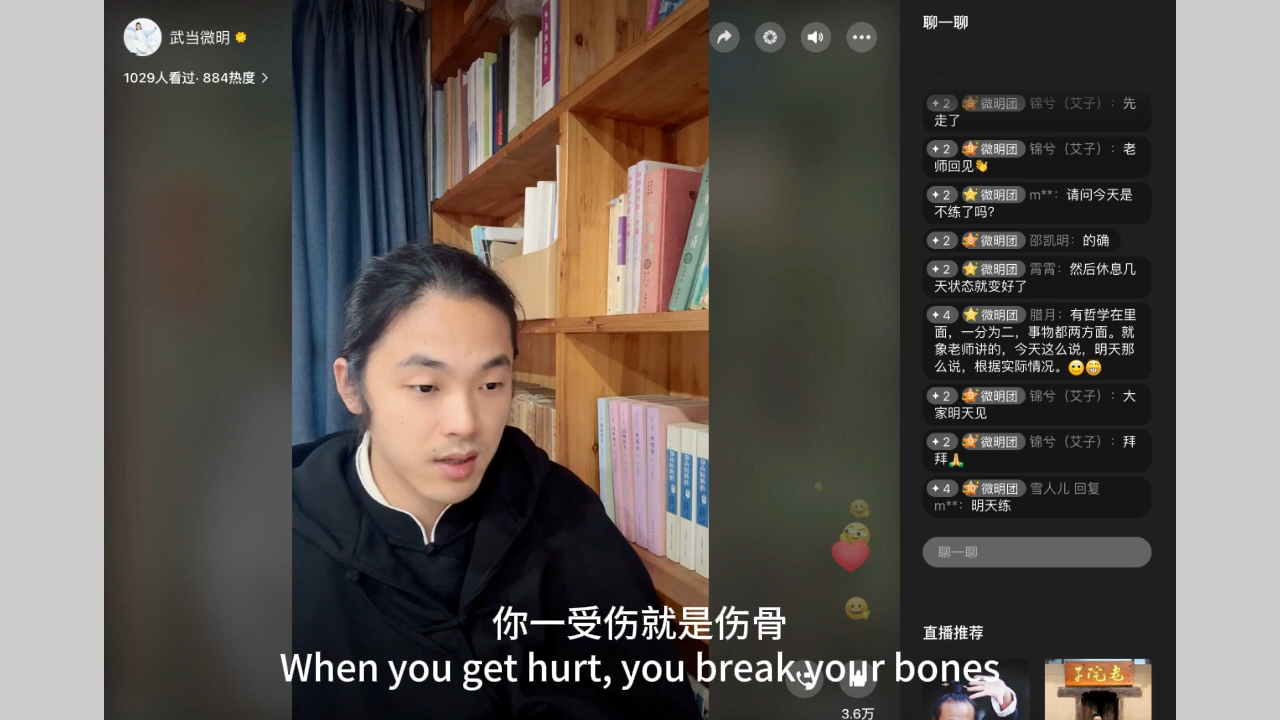 武当微明
1029人看过· 884热度 >
聊一聊
✦ 2 微明团 锦兮（艾子）：先
走了
✦ 2 微明团 锦兮（艾子）：老
师回见👋
✦ 2 微明团 m**：请问今天是
不练了吗?
✦ 2 微明团 邵凯明：的确
✦ 2 微明团 霄霄：然后休息几
天状态就变好了
✦ 4 微明团 腊月：有哲学在里
面，一分为二，事物都两方面。就
象老师讲的，今天这么说，明天那
么说，根据实际情况。😶😁
✦ 2 微明团 锦兮（艾子）：大
家明天见
✦ 2 微明团 锦兮（艾子）：拜
拜🙏
✦ 4 微明团 雪人儿 回复
m**：明天练
聊一聊
你一受伤就是伤骨
When you get hurt, you break your bones
3.6万
直播推荐